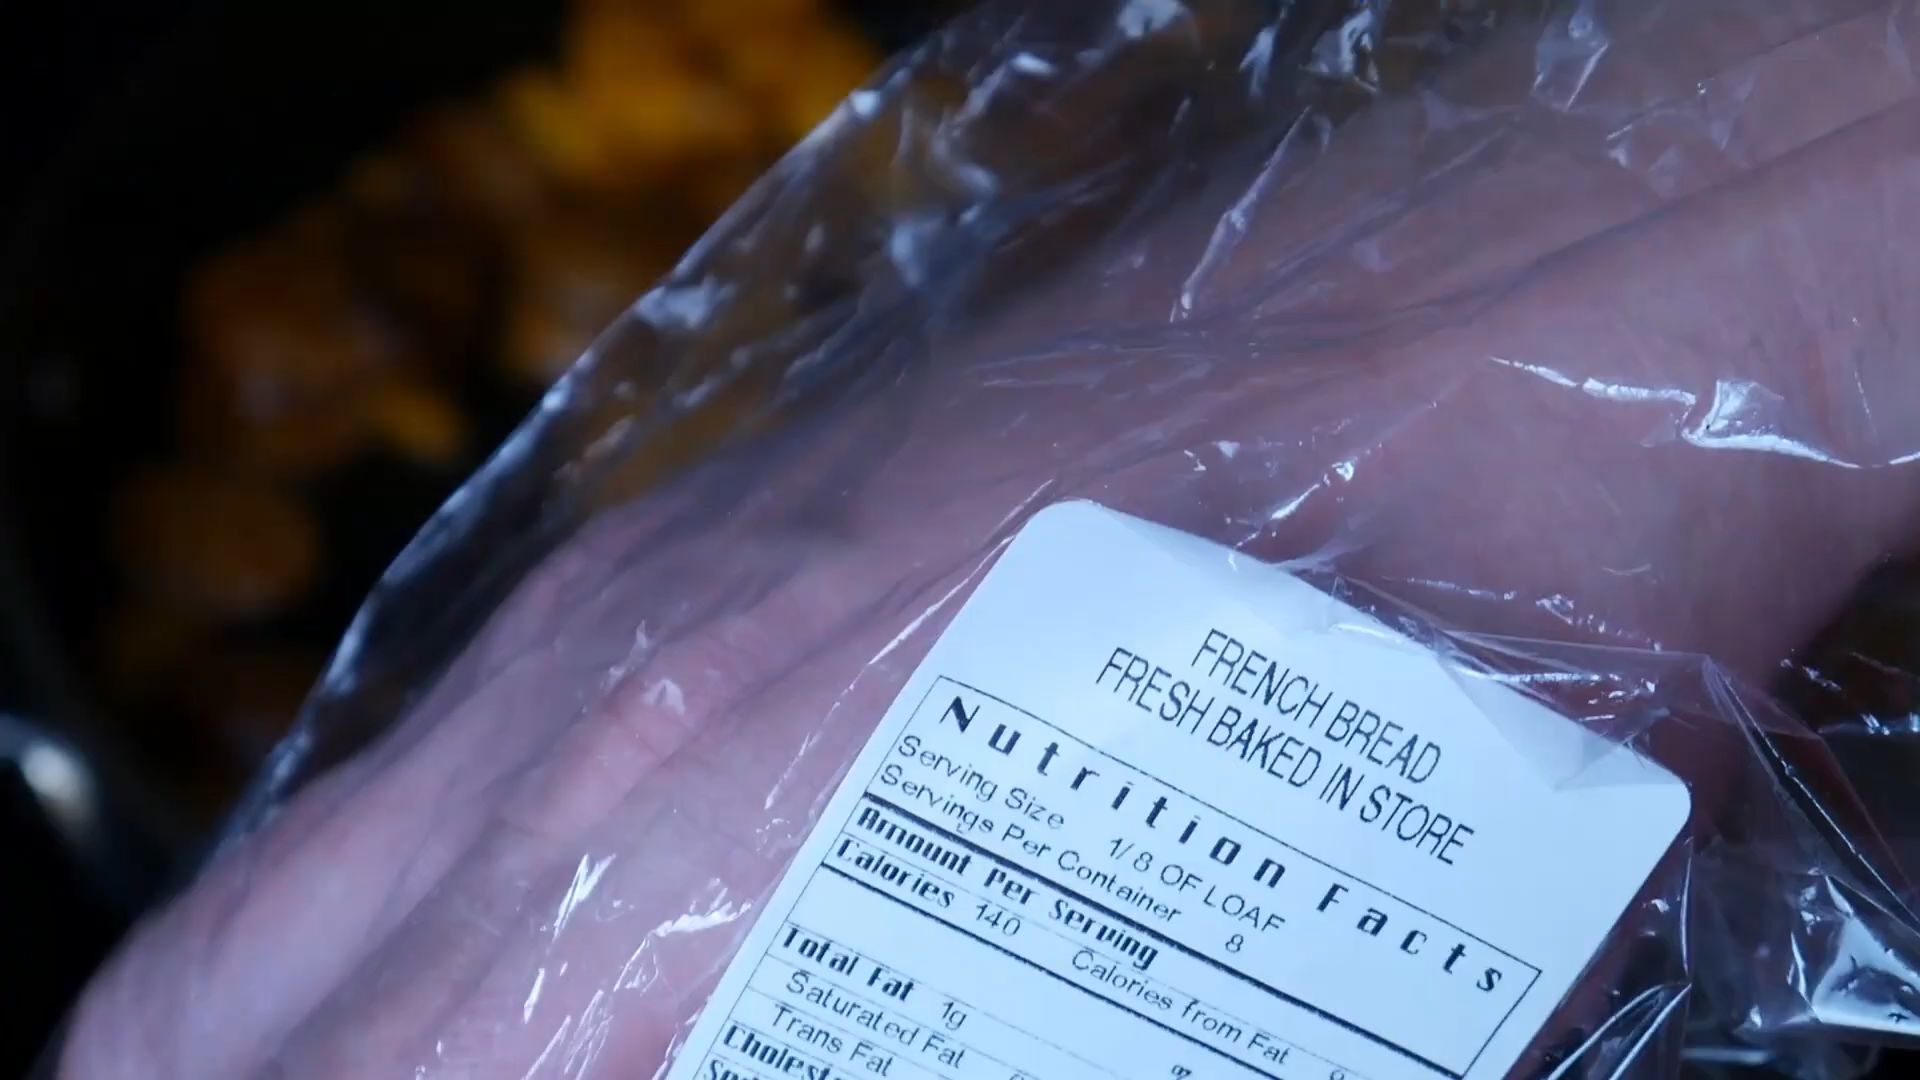 FRENCH BREAD
FRESH BAKED IN STORE
Nutrition Facts
Serving Size 1/8 OF LOAF
Servings Per Container 8
Amount Per Serving
Calories 140 Calories from Fat
Total Fat 1g
Saturated Fat
Trans Fat